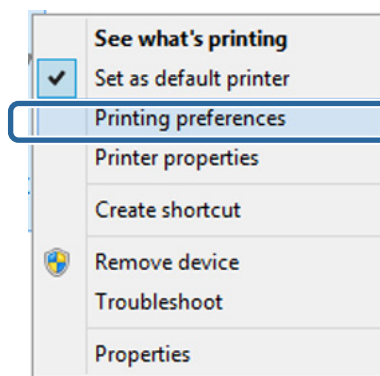 See what's printing
Set as default printer
Printing preferences
Printer properties
Create shortcut
Remove device
Troubleshoot
Properties